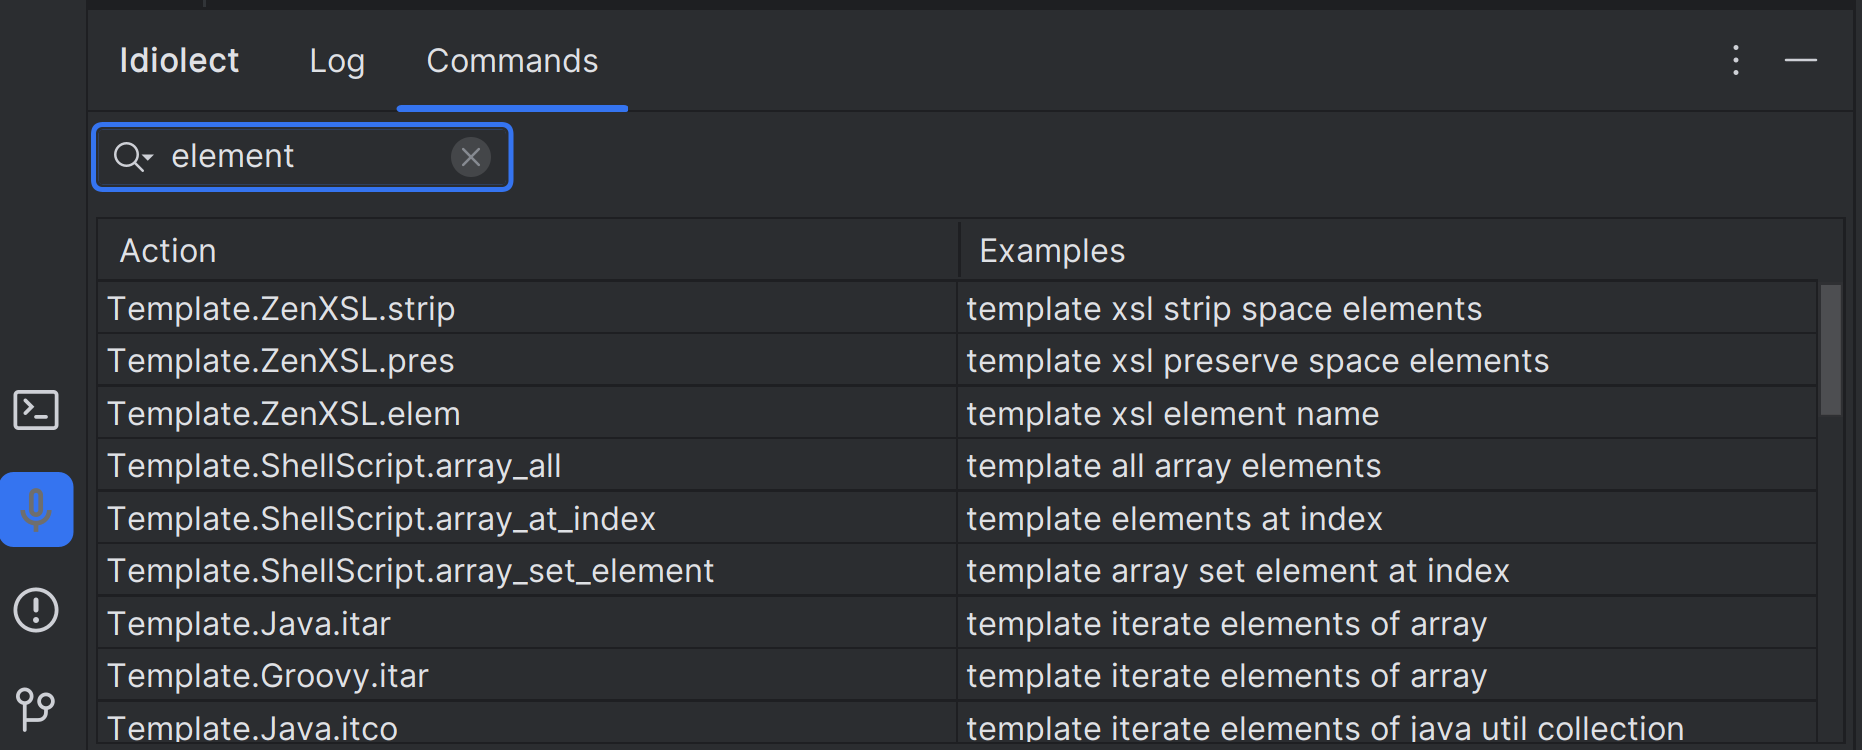 Idiolect Log Commands
element
Action Examples
Template.ZenXSL.strip template xsl strip space elements
Template.ZenXSL.pres template xsl preserve space elements
Template.ZenXSL.elem template xsl element name
Template.ShellScript.array_all template all array elements
Template.ShellScript.array_at_index template elements at index
Template.ShellScript.array_set_element template array set element at index
Template.Java.itar template iterate elements of array
Template.Groovy.itar template iterate elements of array
Template.Java.itco template iterate elements of java util collection